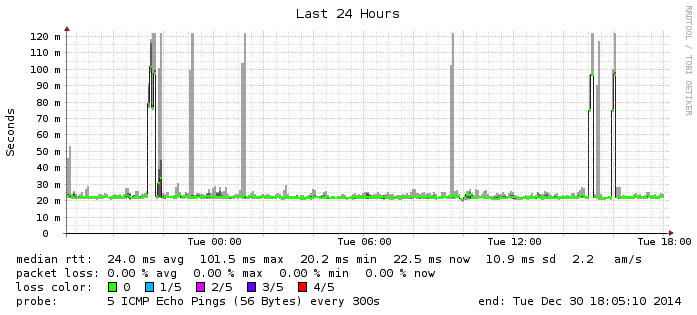 Last 24 Hours
RRDTOOL / TOBI OETIKER
Seconds
120 m
110 m
100 m
90 m
80 m
70 m
60 m
50 m
40 m
30 m
20 m
10 m
0
Tue 00:00 Tue 06:00 Tue 12:00 Tue 18:00
median rtt: 24.0 ms avg 101.5 ms max 20.2 ms min 22.5 ms now 10.9 ms sd 2.2 am/s
packet loss: 0.00 % avg 0.00 % max 0.00 % min 0.00 % now
loss color: 0 1/5 2/5 3/5 4/5
probe: 5 ICMP Echo Pings (56 Bytes) every 300s end: Tue Dec 30 18:05:10 2014